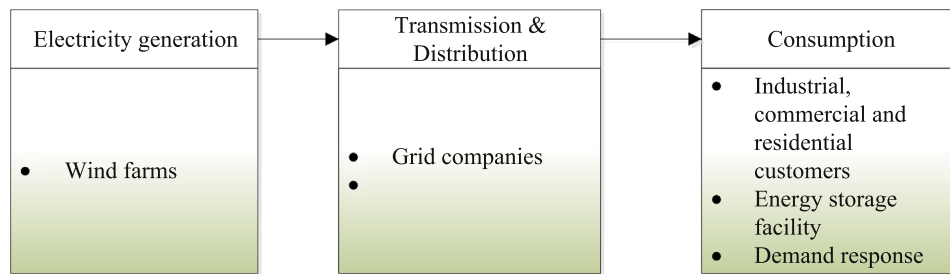 Electricity generation
• Wind farms
Transmission &
Distribution
• Grid companies
•
Consumption
• Industrial,
commercial and
residential
customers
• Energy storage
facility
• Demand response